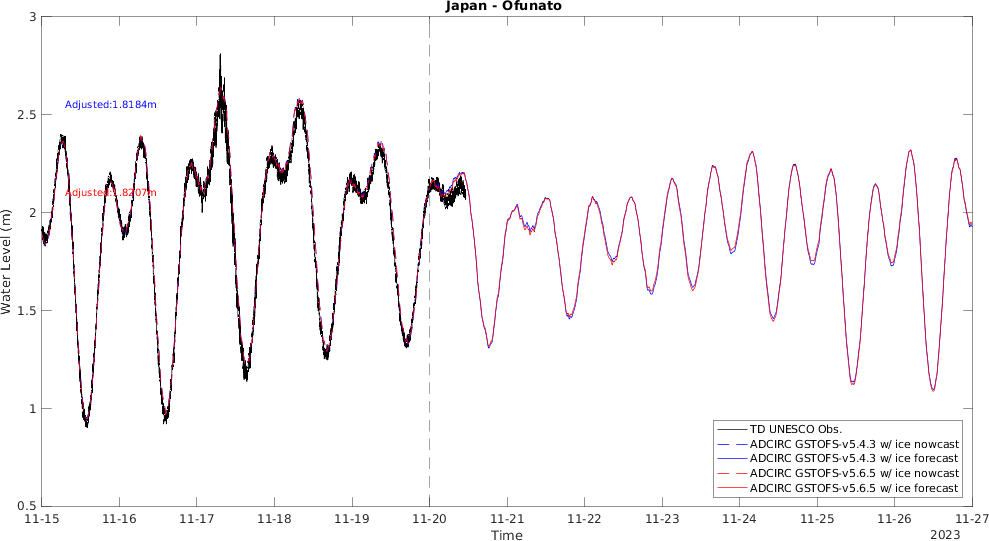 Japan - Ofunato
3
2.5
2
1.5
1
0.5
Water Level (m)
Adjusted:1.8184m
Adjusted:1.8207m
TD UNESCO Obs.
ADCIRC GSTOFS-v5.4.3 w/ ice nowcast
ADCIRC GSTOFS-v5.4.3 w/ ice forecast
ADCIRC GSTOFS-v5.6.5 w/ ice nowcast
ADCIRC GSTOFS-v5.6.5 w/ ice forecast
11-15 11-16 11-17 11-18 11-19 11-20 11-21 11-22 11-23 11-24 11-25 11-26 11-27
Time
2023